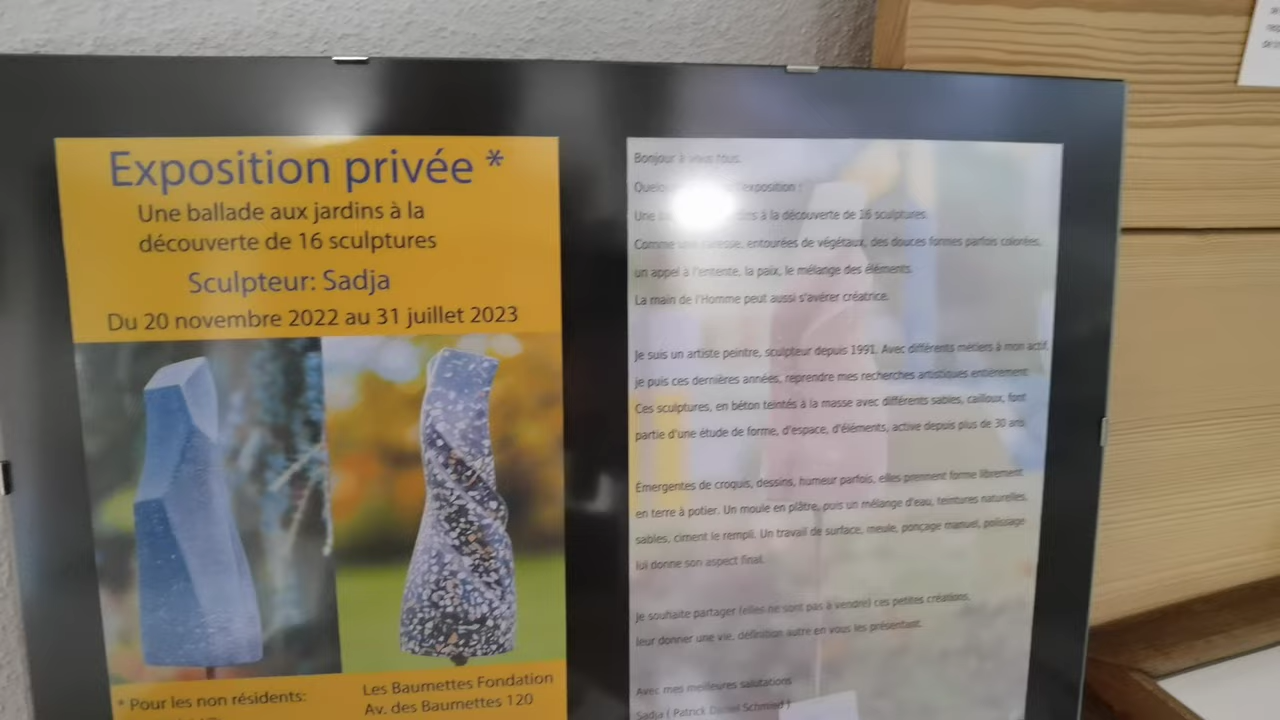 Exposition privée *
Une ballade aux jardins à la
découverte de 16 sculptures
Sculpteur: Sadja
Du 20 novembre 2022 au 31 juillet 2023
* Pour les non résidents:
Les Baumettes Fondation
Av. des Baumettes 120
Bonjour à vous tous.
exposition :
Une à la découverte de 16 sculptures.
Comme une caresse, entourées de végétaux, des douces formes parfois colorées,
un appel à l'entente, la paix, le mélange des éléments.
La main de l'Homme peut aussi s'avérer créatrice.
Je suis un artiste peintre, sculpteur depuis 1991. Avec différents métiers à mon actif,
je puis ces dernières années, reprendre mes recherches artistiques entièrement.
Ces sculptures, en béton teintés à la masse avec différents sables, cailloux, font
partie d'une étude de forme, d'espace, d'éléments, active depuis plus de 30 ans.
Émergentes de croquis, dessins, humeur parfois, elles prennent forme librement
en terre à potier. Un moule en plâtre, puis un mélange d'eau, teintures naturelles,
sables, ciment le rempli. Un travail de surface, meule, ponçage manuel, polissage
lui donne son aspect final.
Je souhaite partager (elles ne sont pas à vendre) ces petites créations,
leur donner une vie, définition autre en vous les présentant.
Avec mes meilleures salutations
Sadja ( Patrick Daniel Schmied )